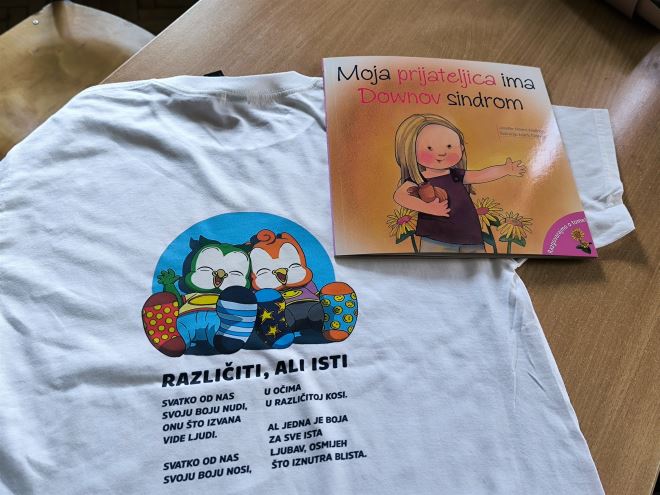 Moja prijateljica ima
Downov sindrom
Razgovarajmo o tome
RAZLIČITI, ALI ISTI
SVATKO OD NAS
SVOJU BOJU NUDI,
ONU ŠTO IZVANA
VIDE LJUDI.
SVATKO OD NAS
SVOJU BOJU NOSI,
U OČIMA
U RAZLIČITOJ KOSI.
AL JEDNA JE BOJA
ZA SVE ISTA
LJUBAV, OSMIJEH
ŠTO IZNUTRA BLISTA.